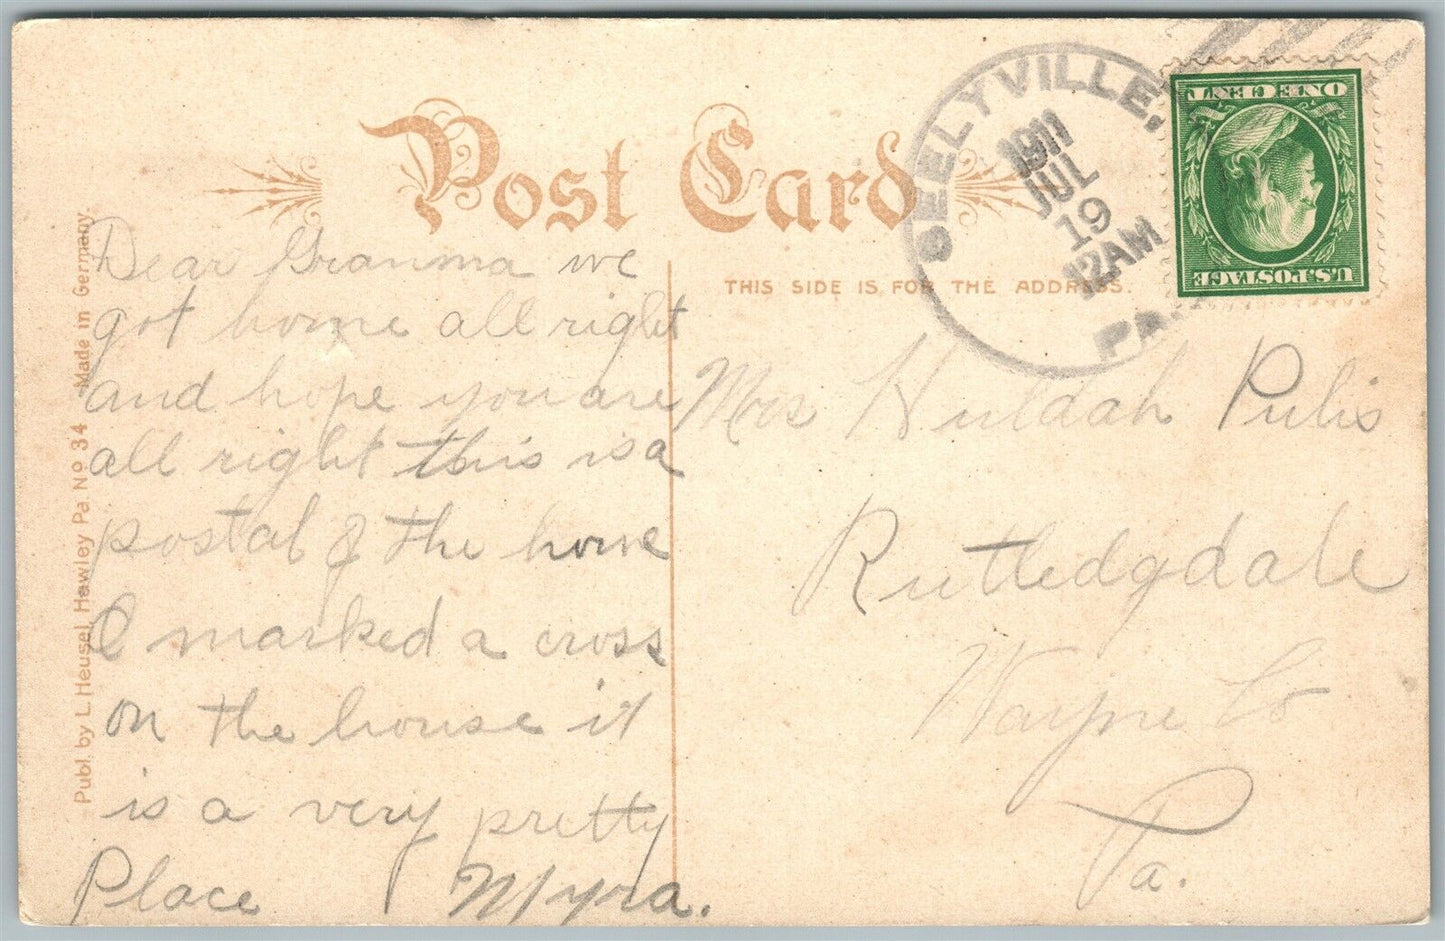 Post Card
THIS SIDE IS FOR THE ADDRESS.
SEELYVILLE,
1911
JUL
19
12AM
PA.
U.S.POSTAGE
ONE CENT
Publ. by L. Heusel Hawley Pa. No 34 Made in Germany.
Dear Granma we
got home all right
and hope you are
all right this is a
postal of the home
I marked a cross
on the house it
is a very pretty
Place Myra.
Mrs Huldah Pulis
Rutledgdale
Wayne Co
Pa.